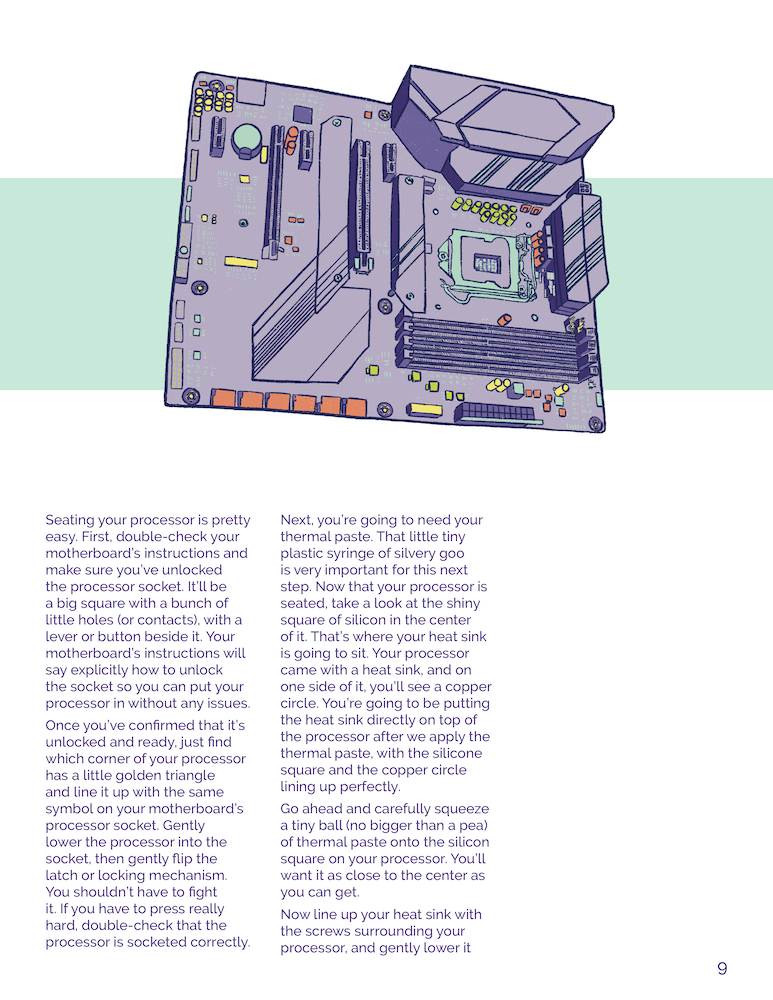 Seating your processor is pretty
easy. First, double-check your
motherboard's instructions and
make sure you've unlocked
the processor socket. It'll be
a big square with a bunch of
little holes (or contacts), with a
lever or button beside it. Your
motherboard's instructions will
say explicitly how to unlock
the socket so you can put your
processor in without any issues.
Once you've confirmed that it's
unlocked and ready, just find
which corner of your processor
has a little golden triangle
and line it up with the same
symbol on your motherboard's
processor socket. Gently
lower the processor into the
socket, then gently flip the
latch or locking mechanism.
You shouldn't have to fight
it. If you have to press really
hard, double-check that the
processor is socketed correctly.
Next, you're going to need your
thermal paste. That little tiny
plastic syringe of silvery goo
is very important for this next
step. Now that your processor is
seated, take a look at the shiny
square of silicon in the center
of it. That's where your heat sink
is going to sit. Your processor
came with a heat sink, and on
one side of it, you'll see a copper
circle. You're going to be putting
the heat sink directly on top of
the processor after we apply the
thermal paste, with the silicone
square and the copper circle
lining up perfectly.
Go ahead and carefully squeeze
a tiny ball (no bigger than a pea)
of thermal paste onto the silicon
square on your processor. You'll
want it as close to the center as
you can get.
Now line up your heat sink with
the screws surrounding your
processor, and gently lower it
9